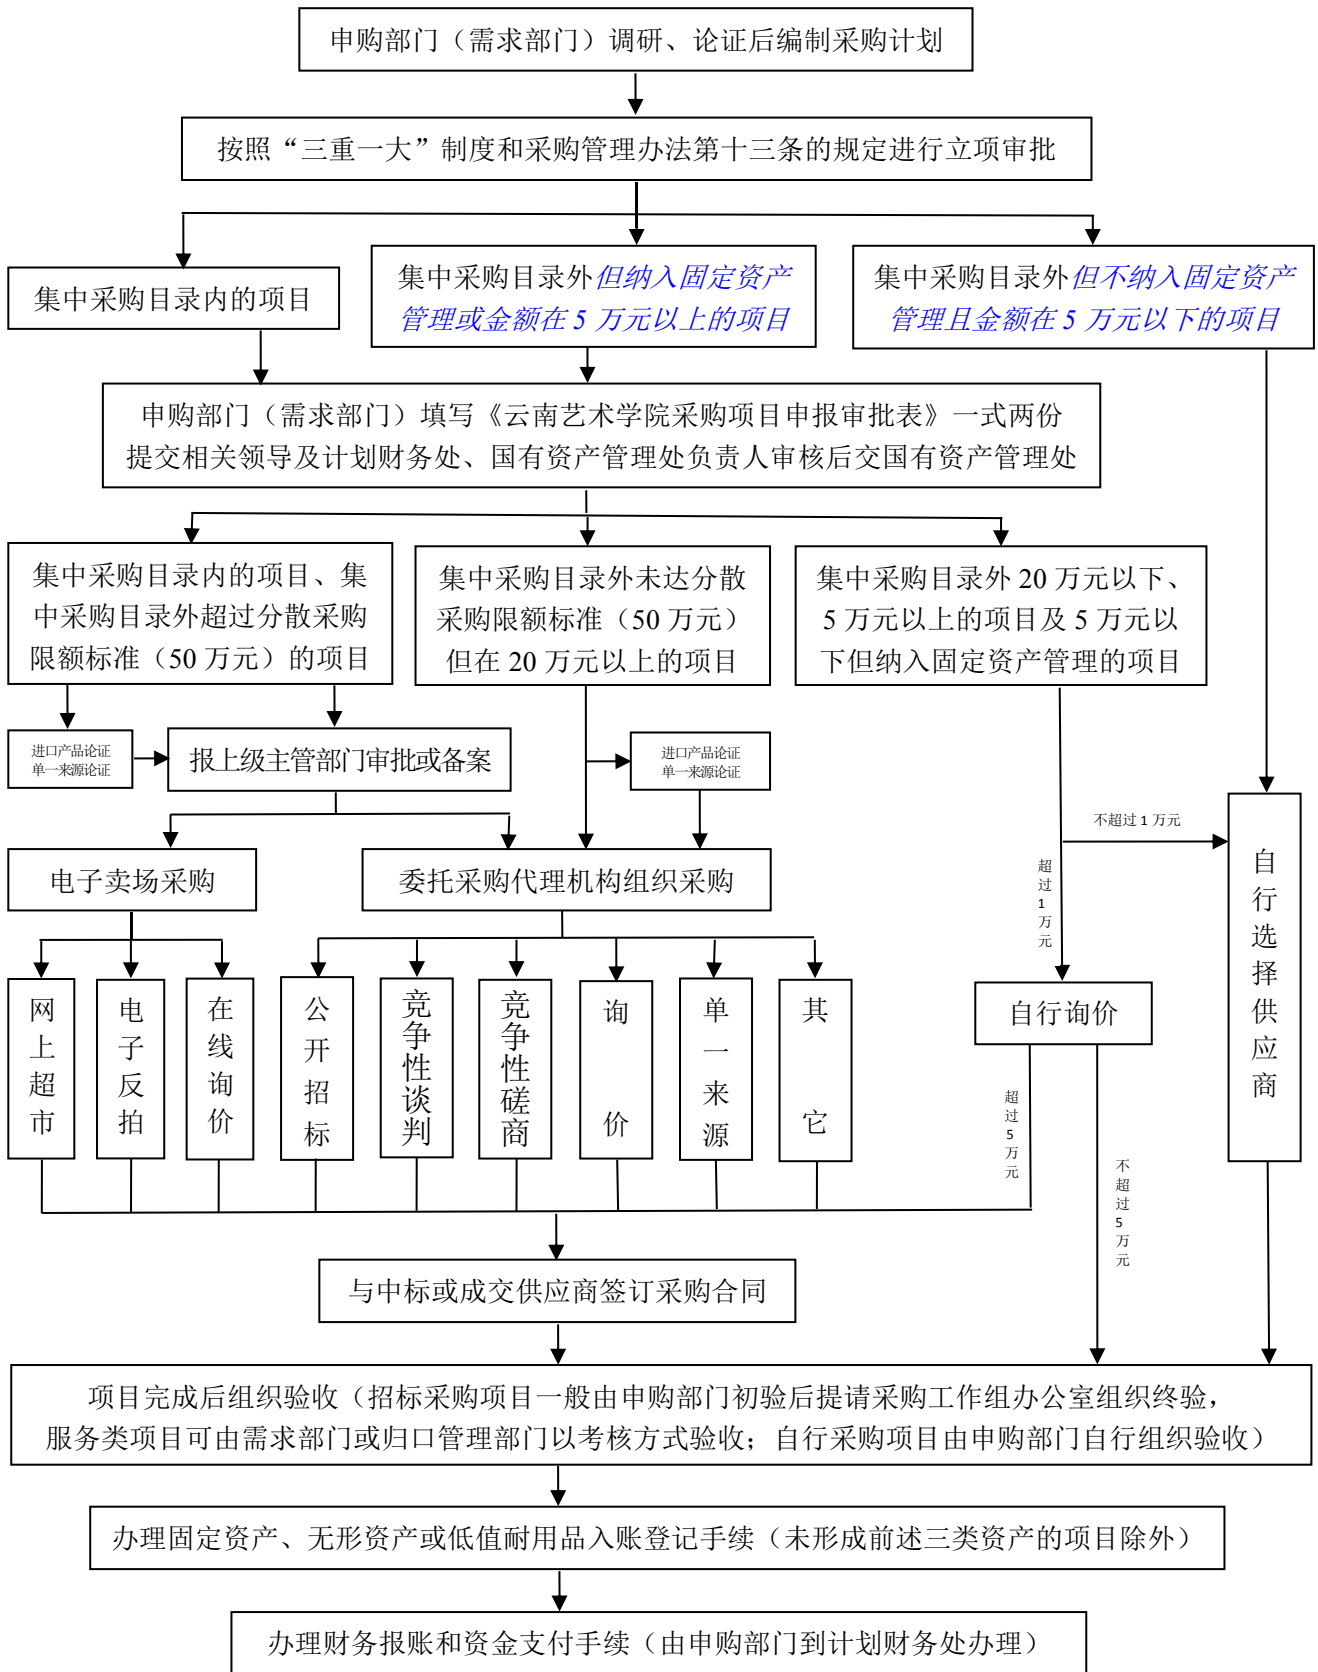 申购部门（需求部门）调研、论证后编制采购计划
按照“三重一大”制度和采购管理办法第十三条的规定进行立项审批
集中采购目录内的项目
集中采购目录外但纳入固定资产
管理或金额在 5 万元以上的项目
集中采购目录外但不纳入固定资产
管理且金额在 5 万元以下的项目
申购部门（需求部门）填写《云南艺术学院采购项目申报审批表》一式两份
提交相关领导及计划财务处、国有资产管理处负责人审核后交国有资产管理处
集中采购目录内的项目、集
中采购目录外超过分散采购
限额标准（50 万元）的项目
集中采购目录外未达分散
采购限额标准（50 万元）
但在 20 万元以上的项目
集中采购目录外 20 万元以下、
5 万元以上的项目及 5 万元以
下但纳入固定资产管理的项目
进口产品论证
单一来源论证
报上级主管部门审批或备案
进口产品论证
单一来源论证
不超过 1 万元
超过1万元
自行选择供应商
电子卖场采购
委托采购代理机构组织采购
网上超市
电子反拍
在线询价
公开招标
竞争性谈判
竞争性磋商
询价
单一来源
其它
自行询价
超过5万元
不超过5万元
与中标或成交供应商签订采购合同
项目完成后组织验收（招标采购项目一般由申购部门初验后提请采购工作组办公室组织终验，
服务类项目可由需求部门或归口管理部门以考核方式验收；自行采购项目由申购部门自行组织验收）
办理固定资产、无形资产或低值耐用品入账登记手续（未形成前述三类资产的项目除外）
办理财务报账和资金支付手续（由申购部门到计划财务处办理）